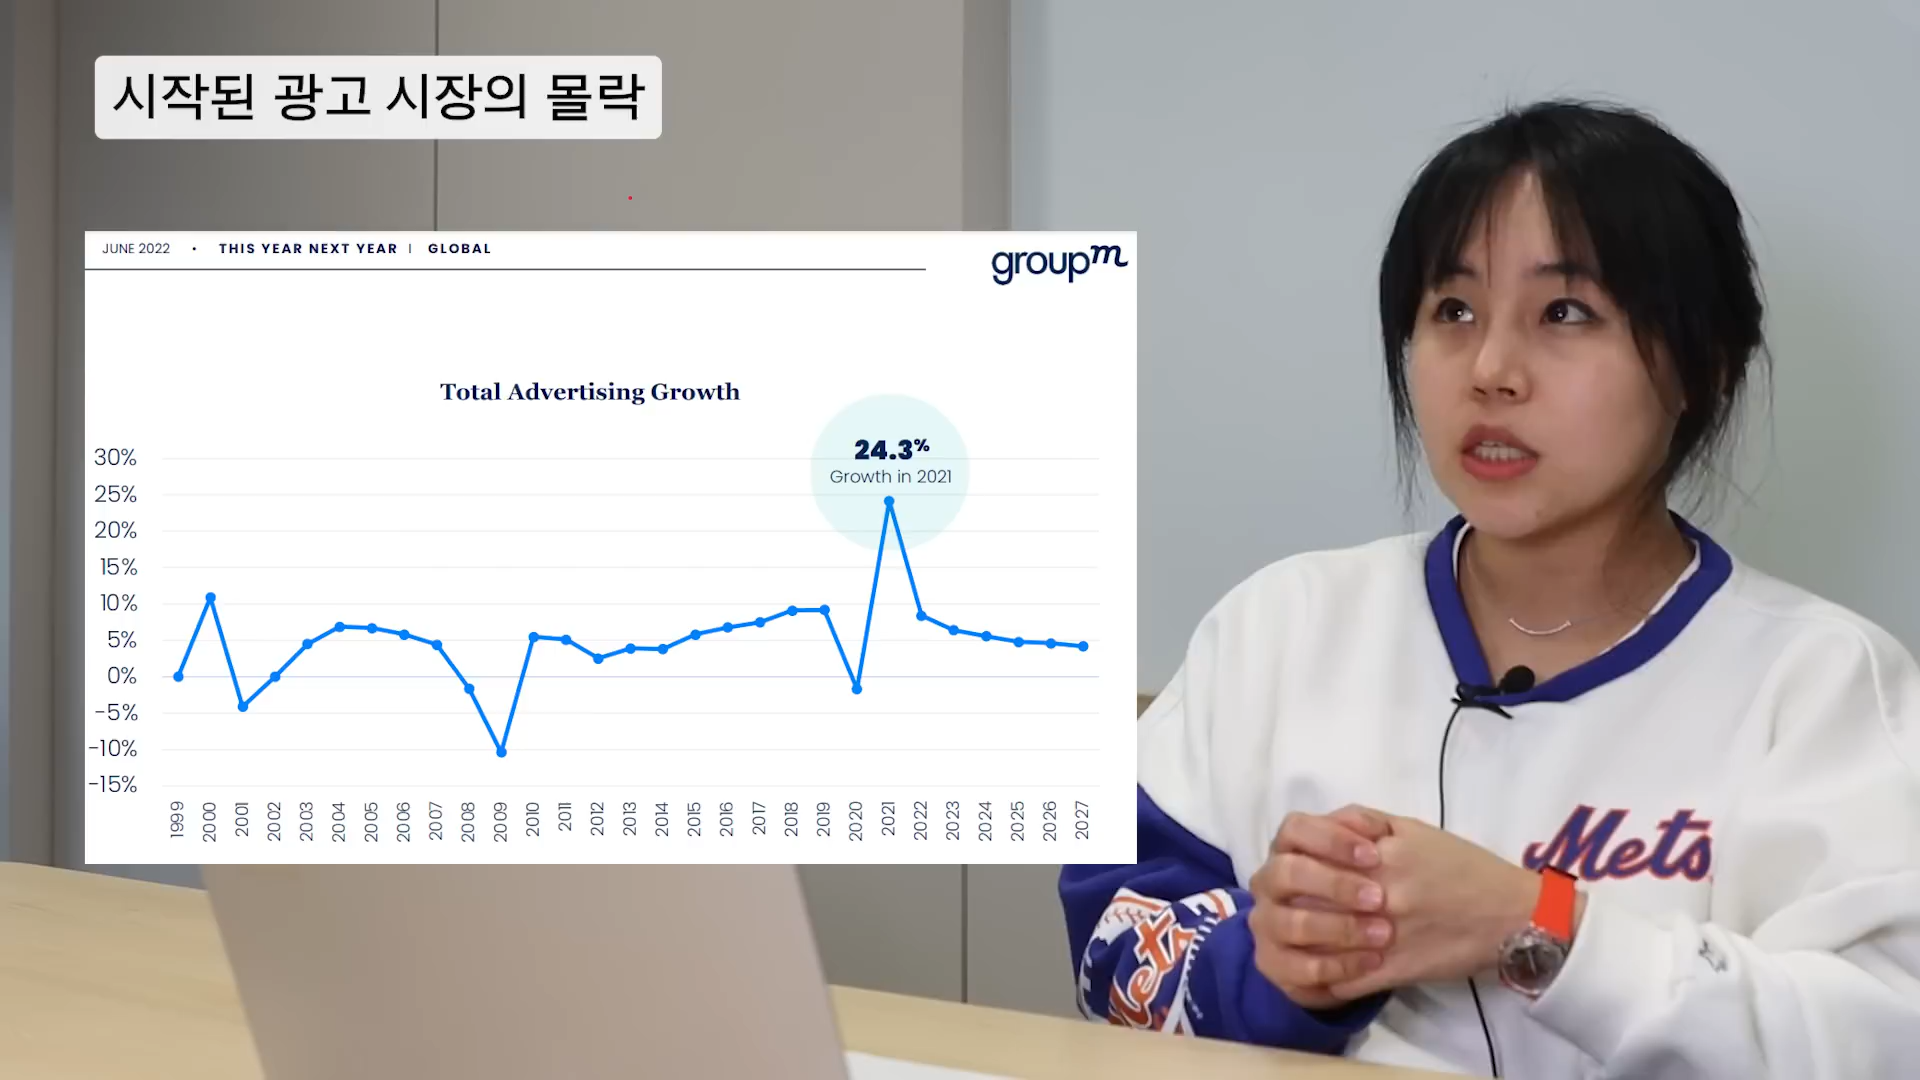 시작된 광고 시장의 몰락
JUNE 2022 • THIS YEAR NEXT YEAR | GLOBAL
groupm
Total Advertising Growth
24.3%
Growth in 2021
30%
25%
20%
15%
10%
5%
0%
-5%
-10%
-15%
1999 2000 2001 2002 2003 2004 2005 2006 2007 2008 2009 2010 2011 2012 2013 2014 2015 2016 2017 2018 2019 2020 2021 2022 2023 2024 2025 2026 2027
Mets
Mets